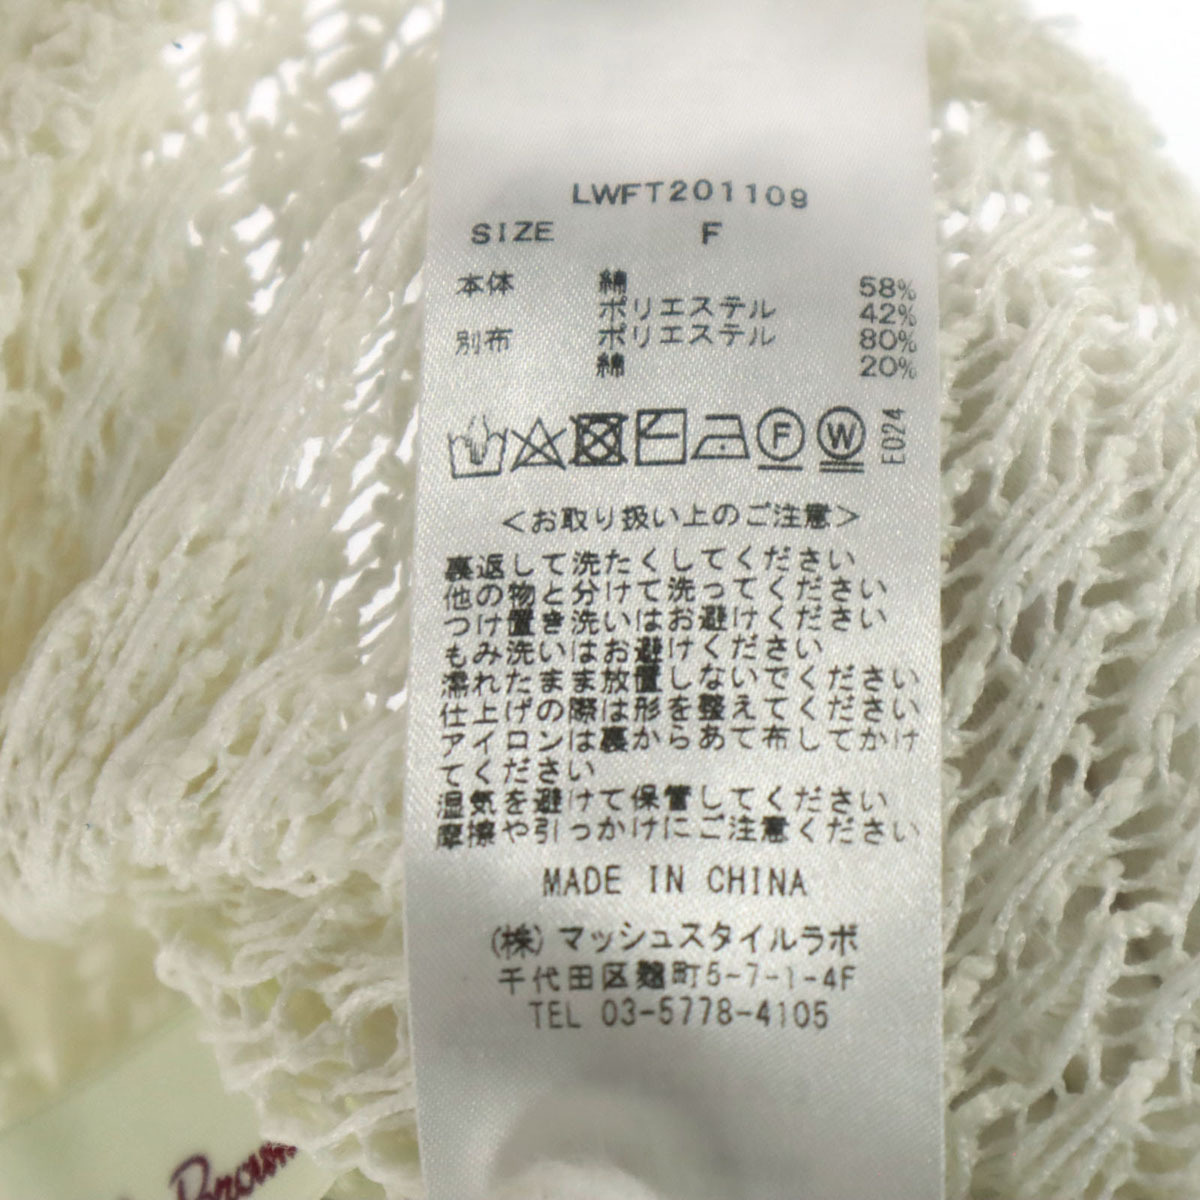 LWFT201109
SIZE F
本体 綿 58%
ポリエステル 42%
別布 ポリエステル 80%
綿 20%
F W E024
<お取り扱い上のご注意>
裏返して洗たくしてください
他の物と分けて洗ってください
つけ置き洗いはお避けください
もみ洗いはお避けください
濡れたまま放置しないでください
仕上げの際は形を整えてください
アイロンは裏からあて布してかけ
てください
湿気を避けて保管してください
摩擦や引っかけにご注意ください
MADE IN CHINA
(株)マッシュスタイルラボ
千代田区麹町5-7-1-4F
TEL 03-5778-4105